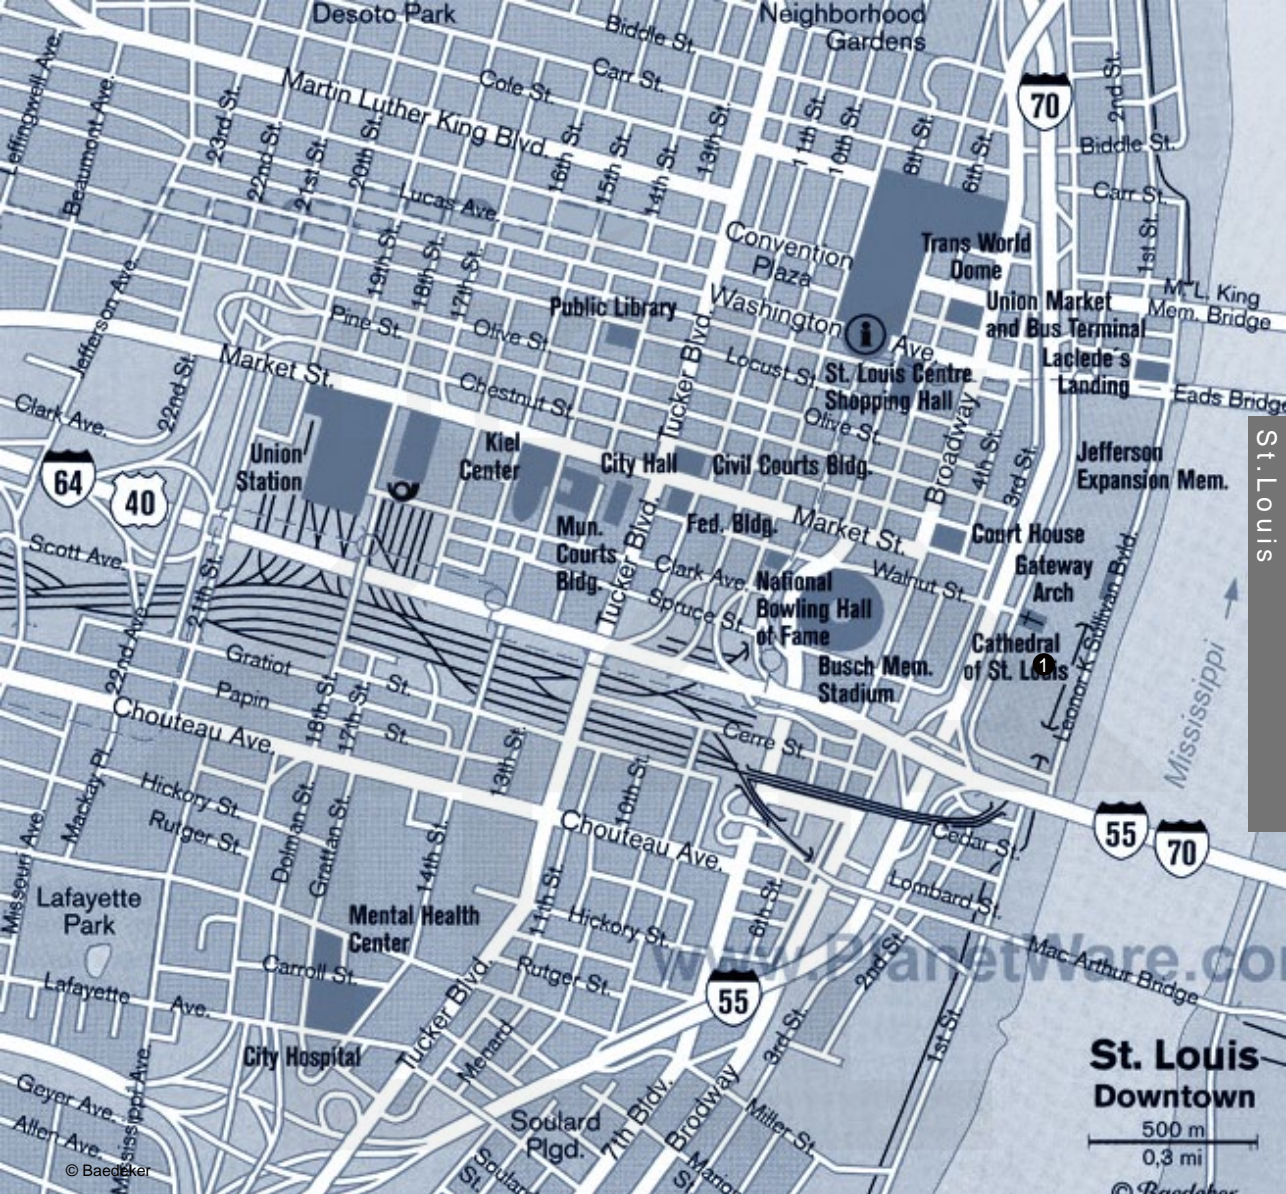 Desoto Park
Biddle St.
Neighborhood
Gardens
Leffingwell Ave.
Beaumont Ave.
Martin Luther King Blvd.
Cole St.
Carr St.
70
2nd St.
Biddle St.
23rd St.
22nd St.
21st St.
20th St.
16th St.
15th St.
14th St.
13th St.
11th St.
10th St.
8th St.
6th St.
Carr St.
Lucas Ave.
1st St.
Convention
Plaza
Trans World
Dome
19th St.
18th St.
17th St.
Jefferson Ave.
Public Library
Washington
Ave.
Union Market
and Bus Terminal
M. L. King
Mem. Bridge
Pine St.
Olive St.
Tucker Blvd.
Locust St.
Laclede's
Landing
Eads Bridge
Market St.
22nd St.
Chestnut St.
St. Louis Centre
Shopping Hall
Olive St.
Broadway
Clark Ave.
Union
Station
Kiel
Center
City Hall
Civil Courts Bldg.
4th St.
3rd St.
Jefferson
Expansion Mem.
St. Louis
64
40
Mun.
Courts
Bldg.
Tucker Blvd.
Fed. Bldg.
Market St.
Court House
Gateway
Arch
Scott Ave.
21st St.
22nd Ave.
Clark Ave.
Spruce St.
National
Bowling Hall
of Fame
Walnut St.
Cathedral
of St. Louis
1
Leonor K Sullivan Bvld.
Mississippi
Busch Mem.
Stadium
Gratiot
St.
Papin
St.
18th St.
17th St.
Chouteau Ave.
Cerre St.
13th St.
10th St.
Mackay Pl.
Hickory St.
Rutger St.
Dolman St.
Grattan St.
14th St.
Missouri Ave.
Chouteau Ave.
55
70
Cedar St.
Lombard St.
Lafayette
Park
Mental Health
Center
11th St.
Hickory St.
6th St.
www.PlanetWare.co
Mac Arthur Bridge
2nd St.
Carroll St.
Rutger St.
55
Lafayette
Ave.
Tucker Blvd.
City Hospital
Menard
3rd St.
1st St.
St. Louis
Downtown
500 m
0,3 mi
Geyer Ave.
Allen Ave.
Mississippi Ave.
Soulard
Plgd.
7th Bldv.
Brodway
Miller St.
Soulard
St.
Marion
St.
© Baedeker
© Baedeker